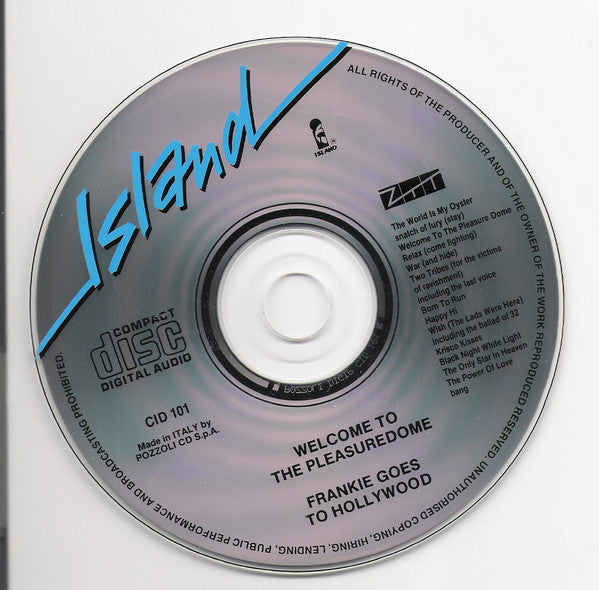 Island
ISLAND
ZTT
ALL RIGHTS OF THE PRODUCER AND OF THE OWNER OF THE WORK REPRODUCED RESERVED. UNAUTHORISED COPYING, HIRING, LENDING, PUBLIC PERFORMANCE AND BROADCASTING PROHIBITED.
The World Is My Oyster
snatch of fury (stay)
Welcome To The Pleasure Dome
Relax (come fighting)
War (and hide)
Two Tribes (for the victims
of ravishment)
including the last voice
Born To Run
Happy Hi
Wish (The Lads Were Here)
Including the ballad of 32
Krisco Kisses
Black Night White Light
The Only Star in Heaven
The Power Of Love
bang
COMPACT
disc
DIGITAL AUDIO
CID 101
Made in ITALY by
POZZOLI CD S.p.A.
WELCOME TO
THE PLEASUREDOME
FRANKIE GOES
TO HOLLYWOOD